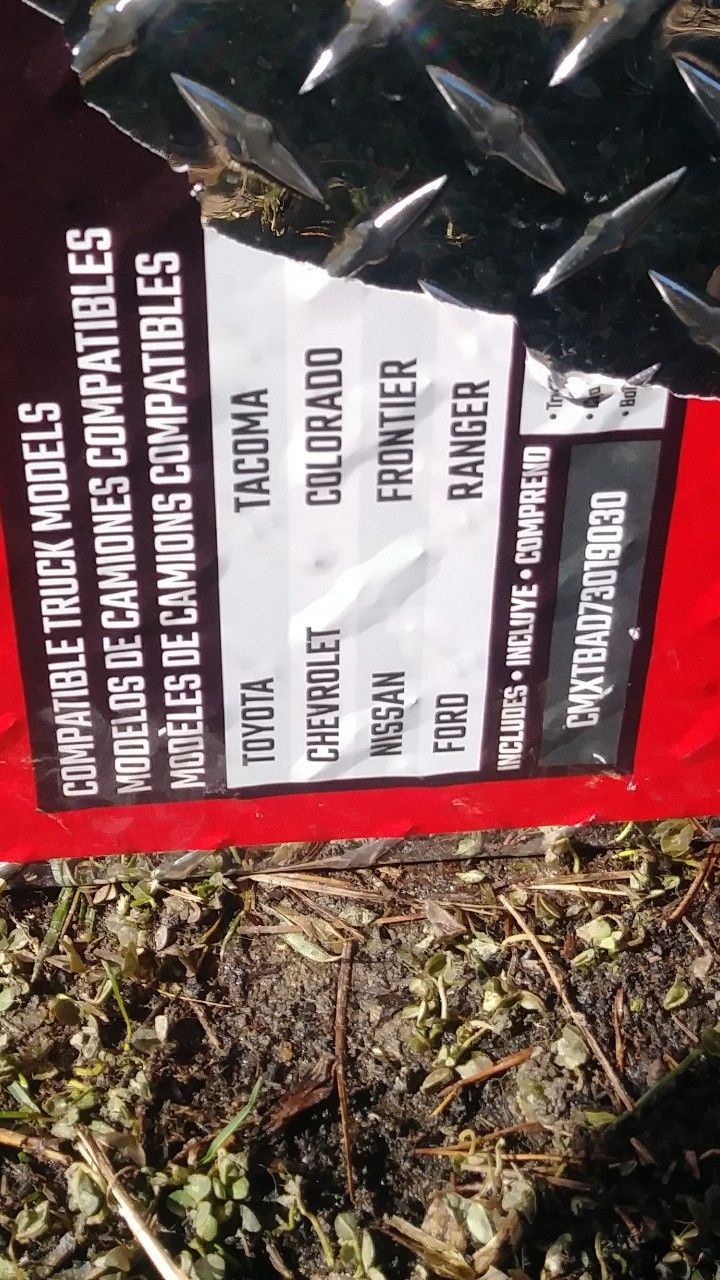 COMPATIBLE TRUCK MODELS
MODELOS DE CAMIONES COMPATIBLES
MODÈLES DE CAMIONS COMPATIBLES
TOYOTA TACOMA
CHEVROLET COLORADO
NISSAN FRONTIER
FORD RANGER
INCLUDES • INCLUYE • COMPREND
CMXTBAD73019030